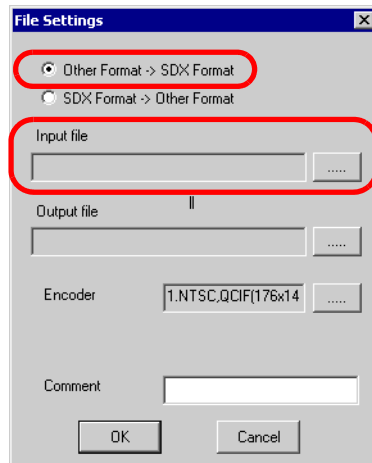 File Settings
Other Format -> SDX Format
SDX Format -> Other Format
Input file
.....
Output file
.....
Encoder 1.NTSC,QCIF(176x14 .....
Comment
OK Cancel